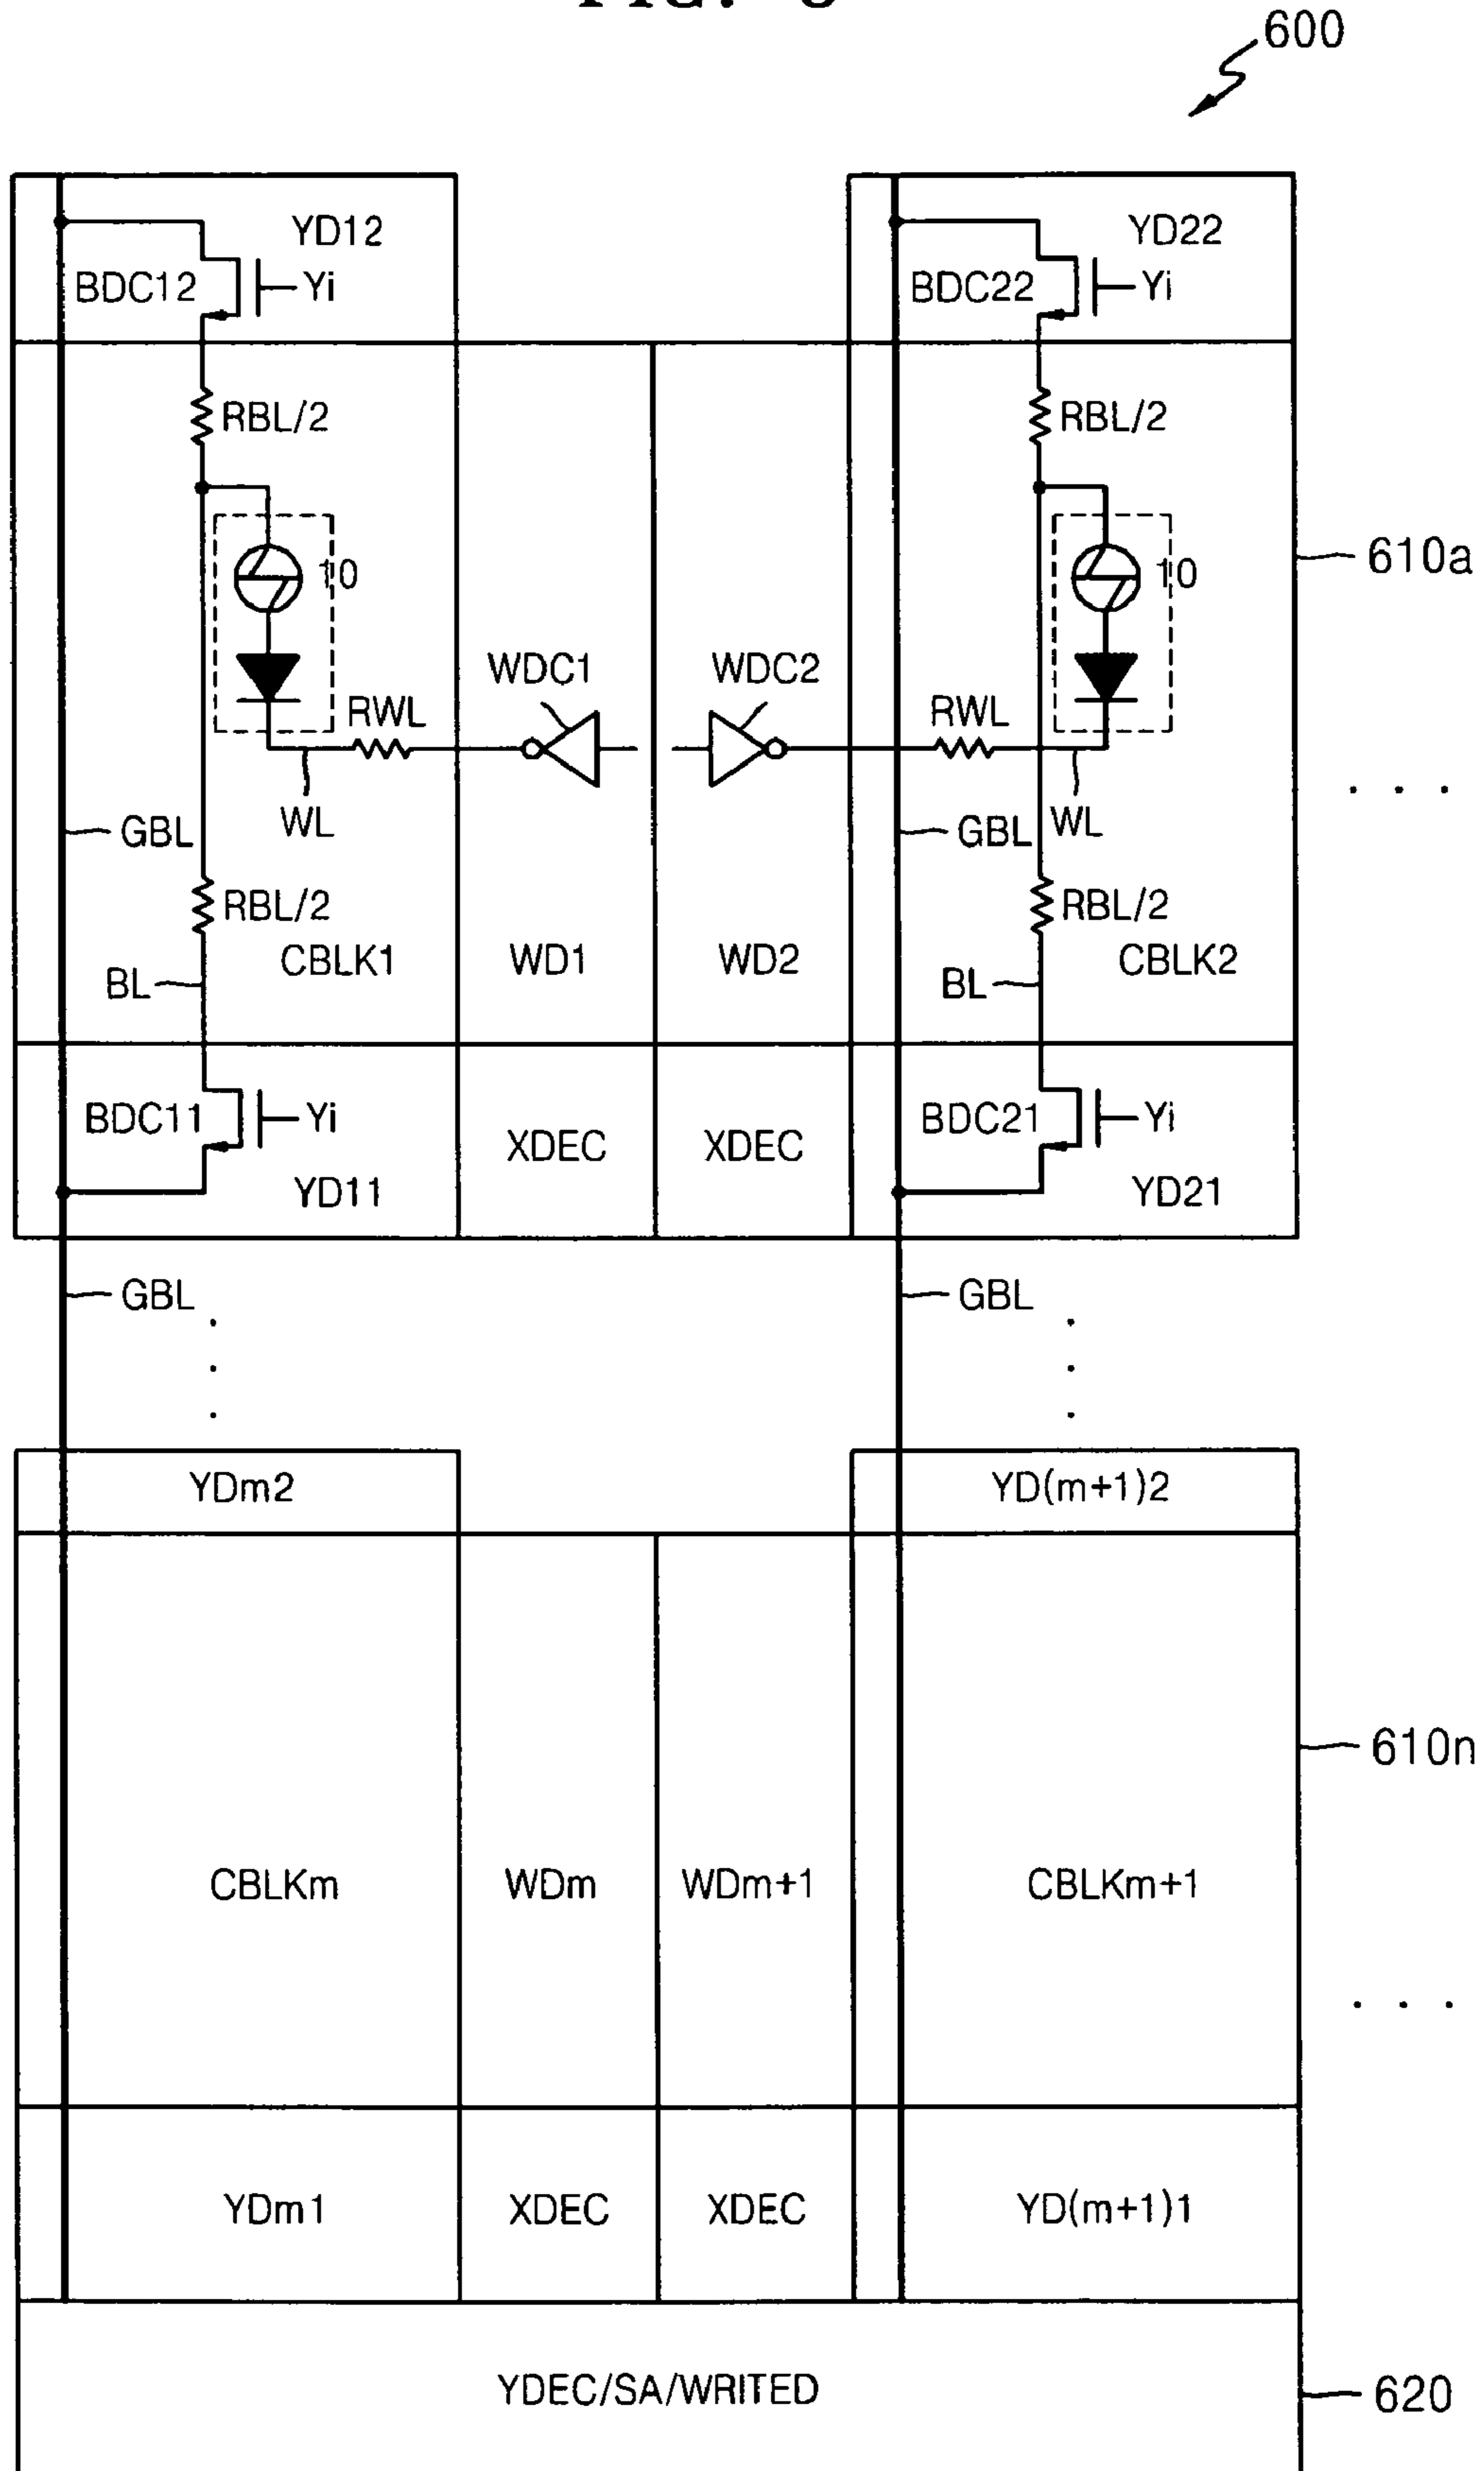 600
YD12
YD22
BDC12
Yi
BDC22
Yi
RBL/2
RBL/2
10
10
610a
WDC1
WDC2
RWL
RWL
WL
WL
GBL
GBL
RBL/2
RBL/2
CBLK1
WD1
WD2
CBLK2
BL
BL
BDC11
Yi
BDC21
Yi
XDEC
XDEC
YD11
YD21
GBL
GBL
YDm2
YD(m+1)2
610n
CBLKm
WDm
WDm+1
CBLKm+1
YDm1
XDEC
XDEC
YD(m+1)1
YDEC/SA/WRITED
620